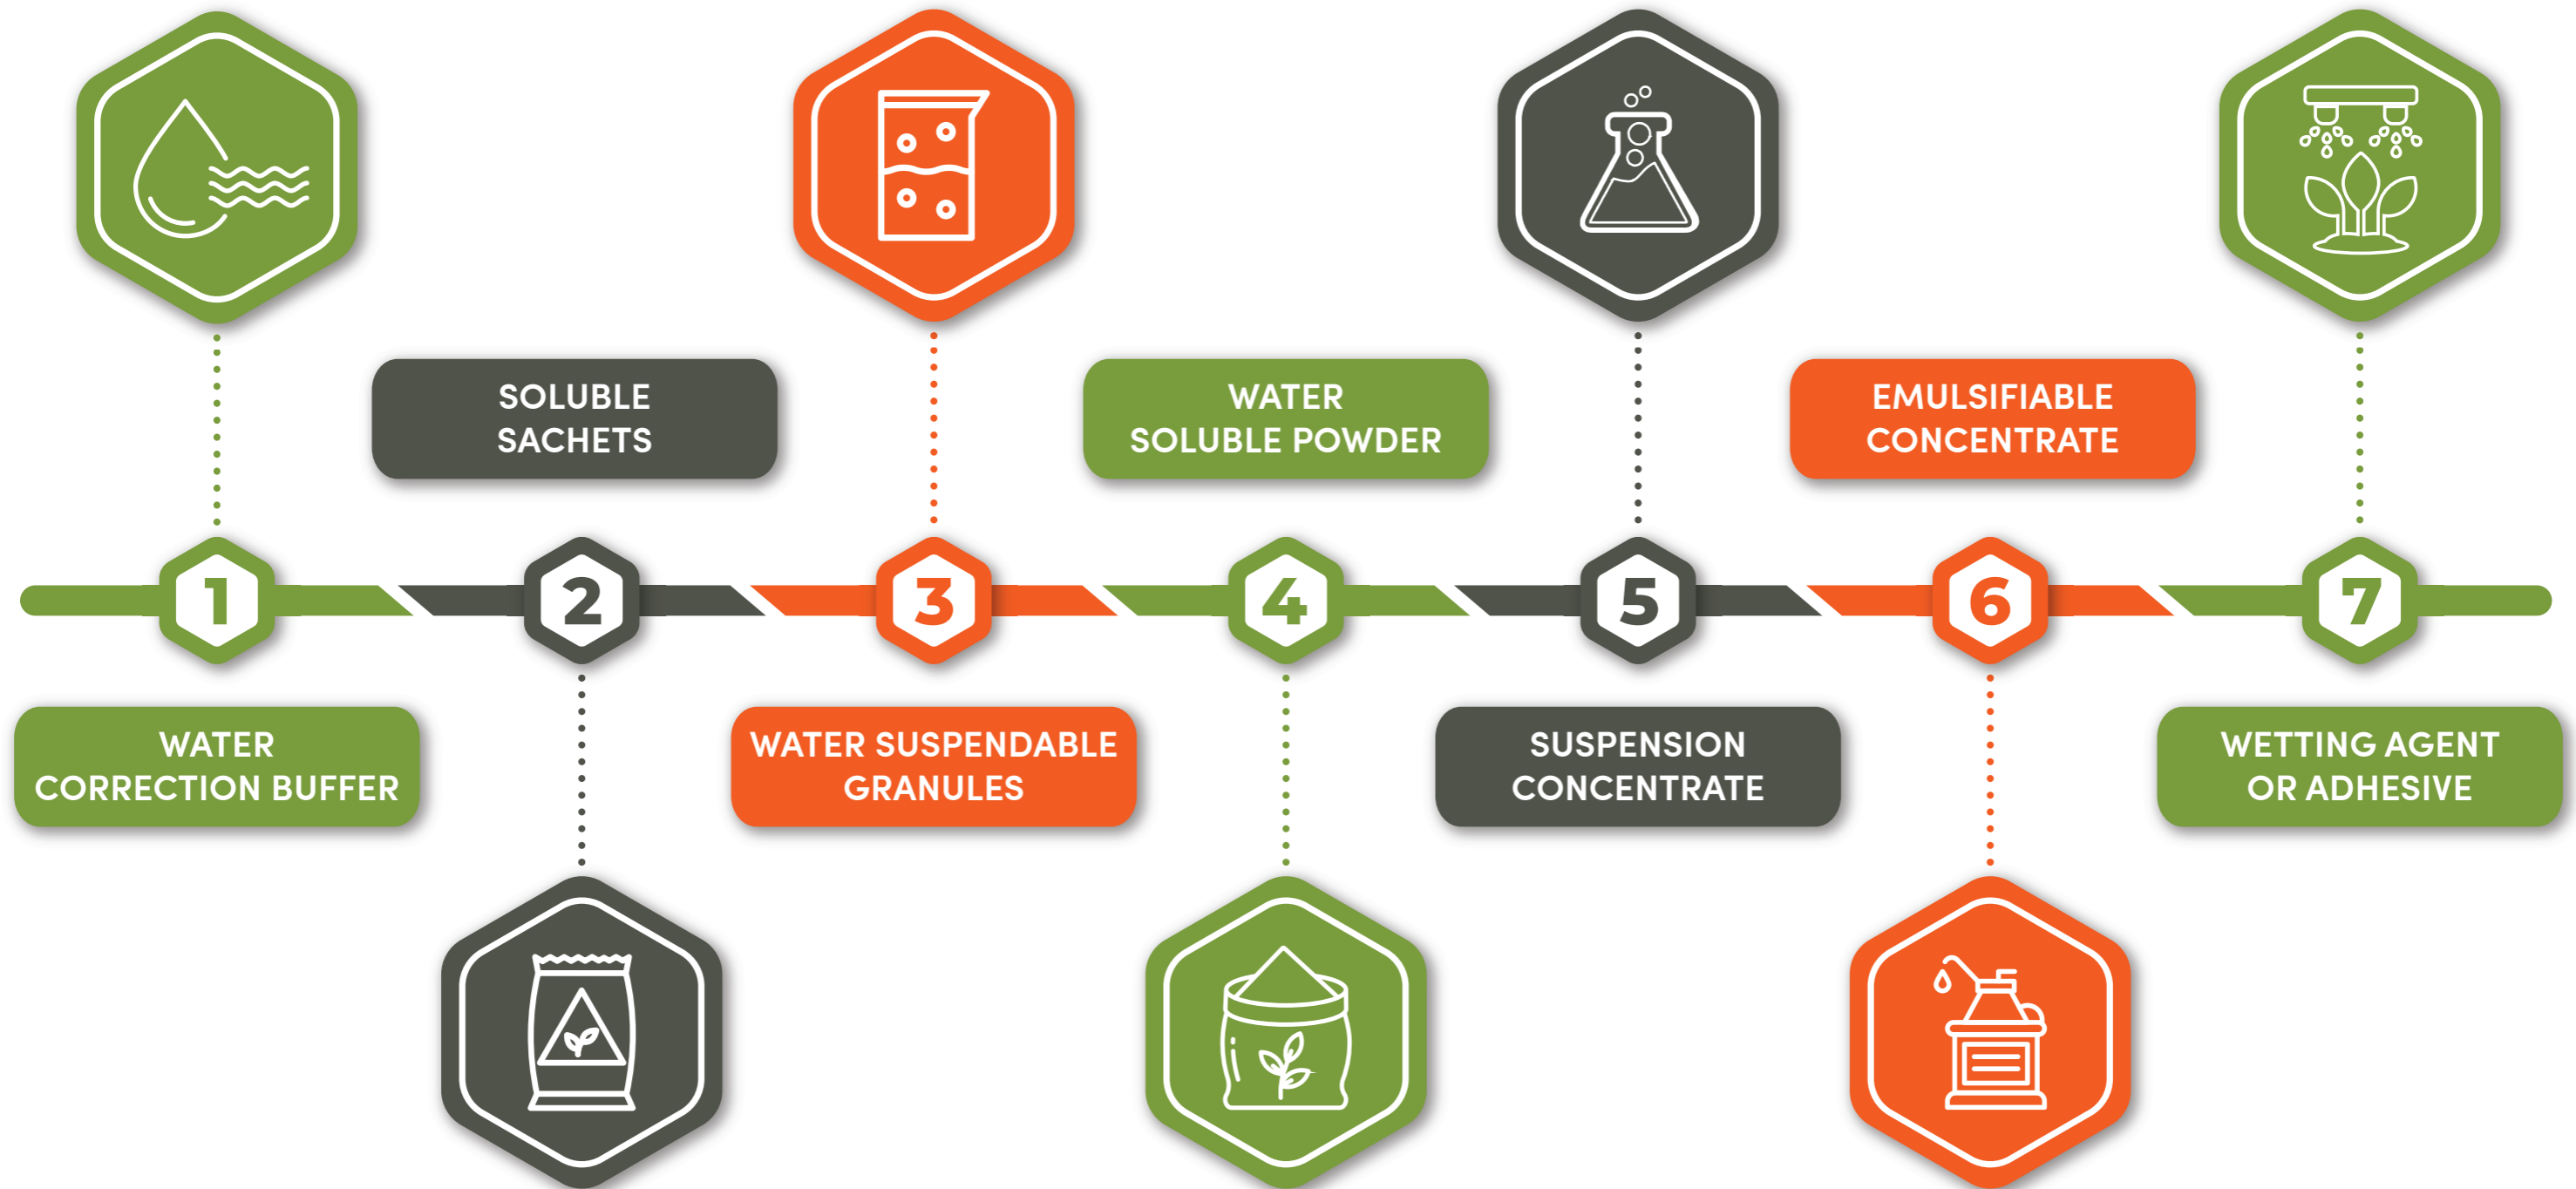 1
WATER
CORRECTION BUFFER
2
SOLUBLE
SACHETS
3
WATER SUSPENDABLE
GRANULES
4
WATER
SOLUBLE POWDER
5
SUSPENSION
CONCENTRATE
6
EMULSIFIABLE
CONCENTRATE
7
WETTING AGENT
OR ADHESIVE